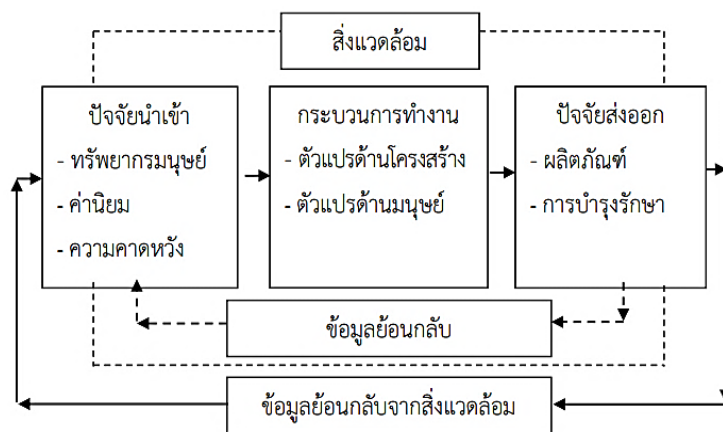 สิ่งแวดล้อม
ปัจจัยนำเข้า
- ทรัพยากรมนุษย์
- ค่านิยม
- ความคาดหวัง
กระบวนการทำงาน
- ตัวแปรด้านโครงสร้าง
- ตัวแปรด้านมนุษย์
ปัจจัยส่งออก
- ผลิตภัณฑ์
- การบำรุงรักษา
ข้อมูลย้อนกลับ
ข้อมูลย้อนกลับจากสิ่งแวดล้อม